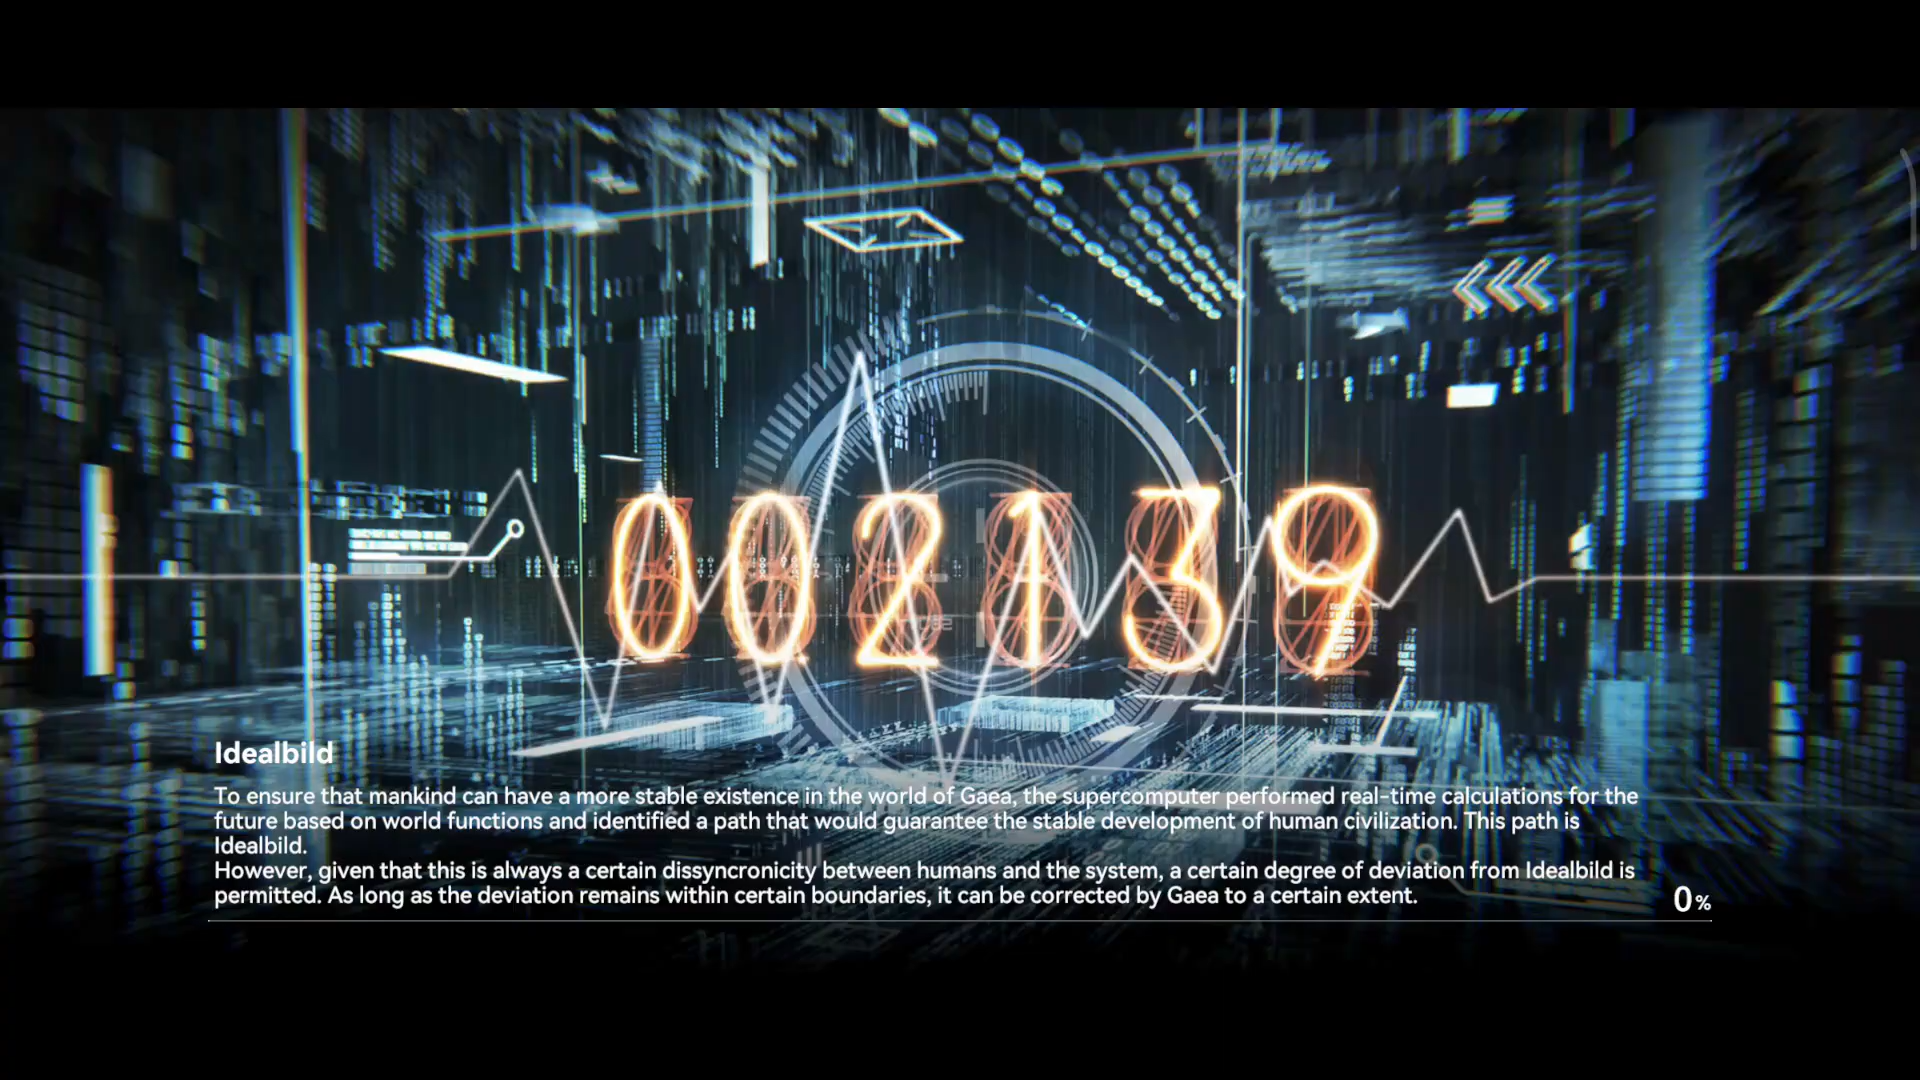 002139
Idealbild
To ensure that mankind can have a more stable existence in the world of Gaea, the supercomputer performed real-time calculations for the
future based on world functions and identified a path that would guarantee the stable development of human civilization. This path is
Idealbild.
However, given that this is always a certain dissyncronicity between humans and the system, a certain degree of deviation from Idealbild is
permitted. As long as the deviation remains within certain boundaries, it can be corrected by Gaea to a certain extent.
0%